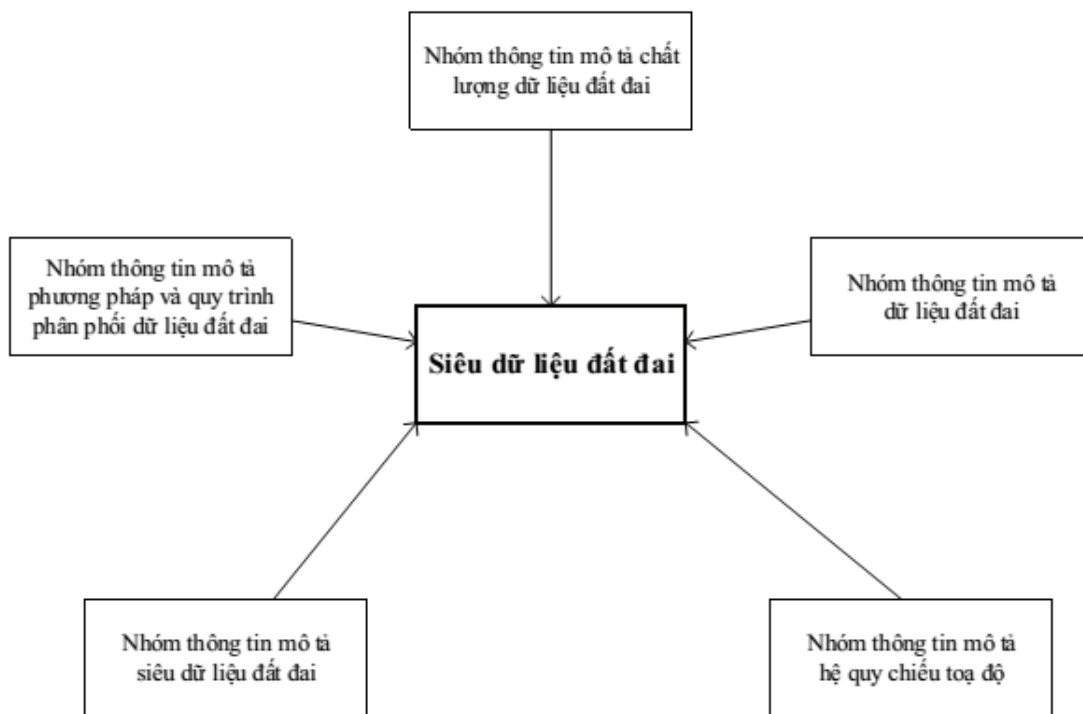 Nhóm thông tin mô tả chất
lượng dữ liệu đất đai
Nhóm thông tin mô tả
phương pháp và quy trình
phân phối dữ liệu đất đai
Nhóm thông tin mô tả
dữ liệu đất đai
Siêu dữ liệu đất đai
Nhóm thông tin mô tả
siêu dữ liệu đất đai
Nhóm thông tin mô tả
hệ quy chiếu toạ độ